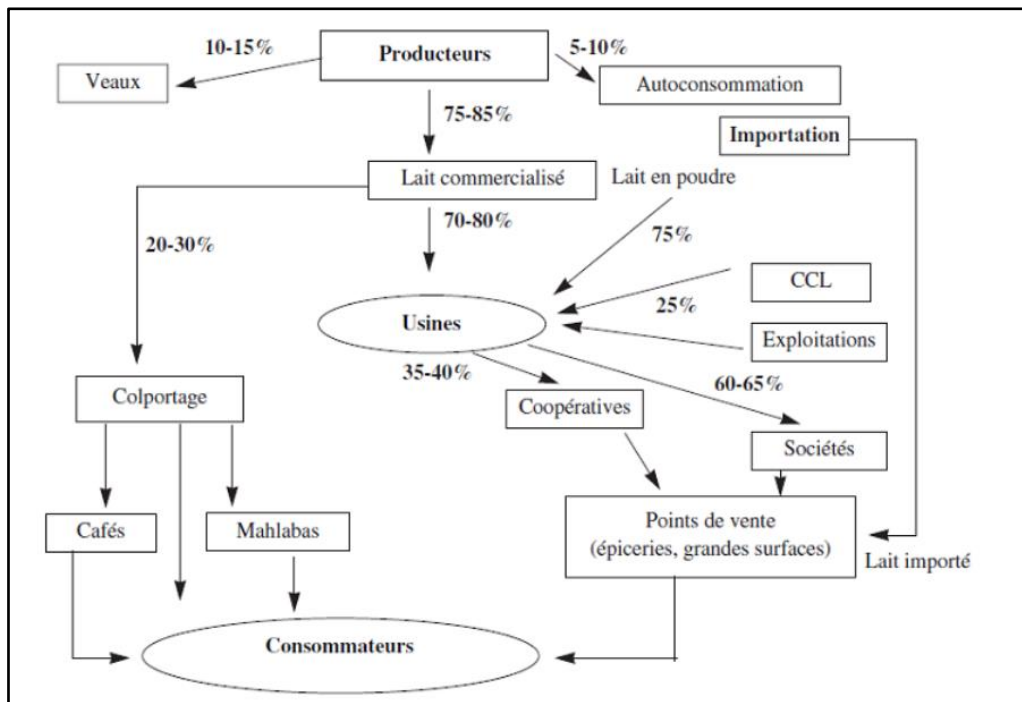 10-15%
Producteurs
5-10%
Veaux
Autoconsommation
75-85%
Importation
Lait commercialisé
Lait en poudre
70-80%
75%
20-30%
CCL
25%
Usines
Exploitations
35-40%
60-65%
Colportage
Coopératives
Sociétés
Cafés
Mahlabas
Points de vente
(épiceries, grandes surfaces)
Lait importé
Consommateurs